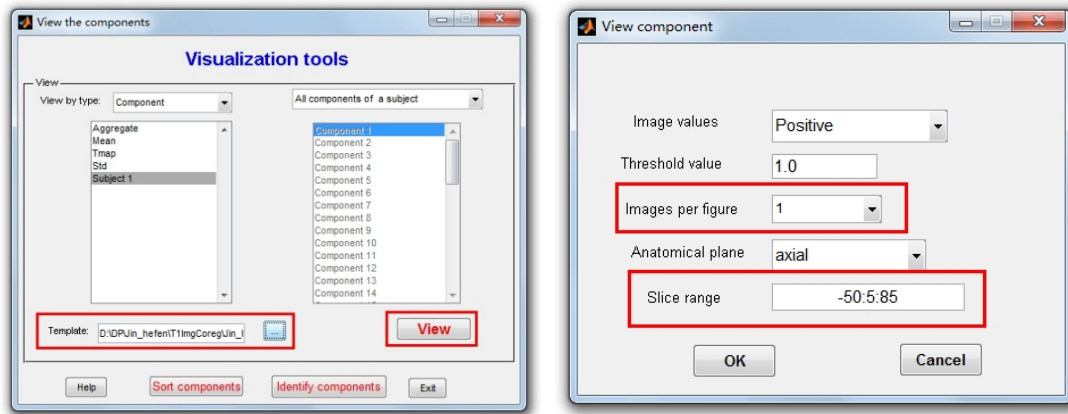 View the components
Visualization tools
View
View by type: Component
All components of a subject
Aggregate
Mean
Tmap
Std
Subject 1
Component 1
Component 2
Component 3
Component 4
Component 5
Component 6
Component 7
Component 8
Component 9
Component 10
Component 11
Component 12
Component 13
Component 14
Template: D:\DP\Jin_hefen\T1ImgCoreg\Jin_l
...
View
Help
Sort components
Identify components
Exit
View component
Image values Positive
Threshold value 1.0
Images per figure 1
Anatomical plane axial
Slice range -50:5:85
OK
Cancel